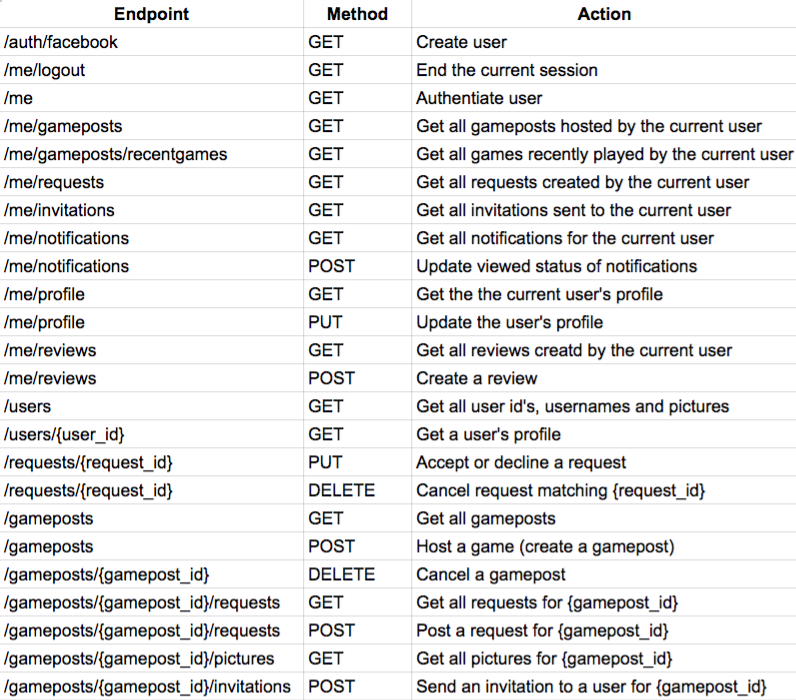 Endpoint Method Action
/auth/facebook GET Create user
/me/logout GET End the current session
/me GET Authentiate user
/me/gameposts GET Get all gameposts hosted by the current user
/me/gameposts/recentgames GET Get all games recently played by the current user
/me/requests GET Get all requests created by the current user
/me/invitations GET Get all invitations sent to the current user
/me/notifications GET Get all notifications for the current user
/me/notifications POST Update viewed status of notifications
/me/profile GET Get the the current user's profile
/me/profile PUT Update the user's profile
/me/reviews GET Get all reviews creatd by the current user
/me/reviews POST Create a review
/users GET Get all user id's, usernames and pictures
/users/{user_id} GET Get a user's profile
/requests/{request_id} PUT Accept or decline a request
/requests/{request_id} DELETE Cancel request matching {request_id}
/gameposts GET Get all gameposts
/gameposts POST Host a game (create a gamepost)
/gameposts/{gamepost_id} DELETE Cancel a gamepost
/gameposts/{gamepost_id}/requests GET Get all requests for {gamepost_id}
/gameposts/{gamepost_id}/requests POST Post a request for {gamepost_id}
/gameposts/{gamepost_id}/pictures GET Get all pictures for {gamepost_id}
/gameposts/{gamepost_id}/invitations POST Send an invitation to a user for {gamepost_id}